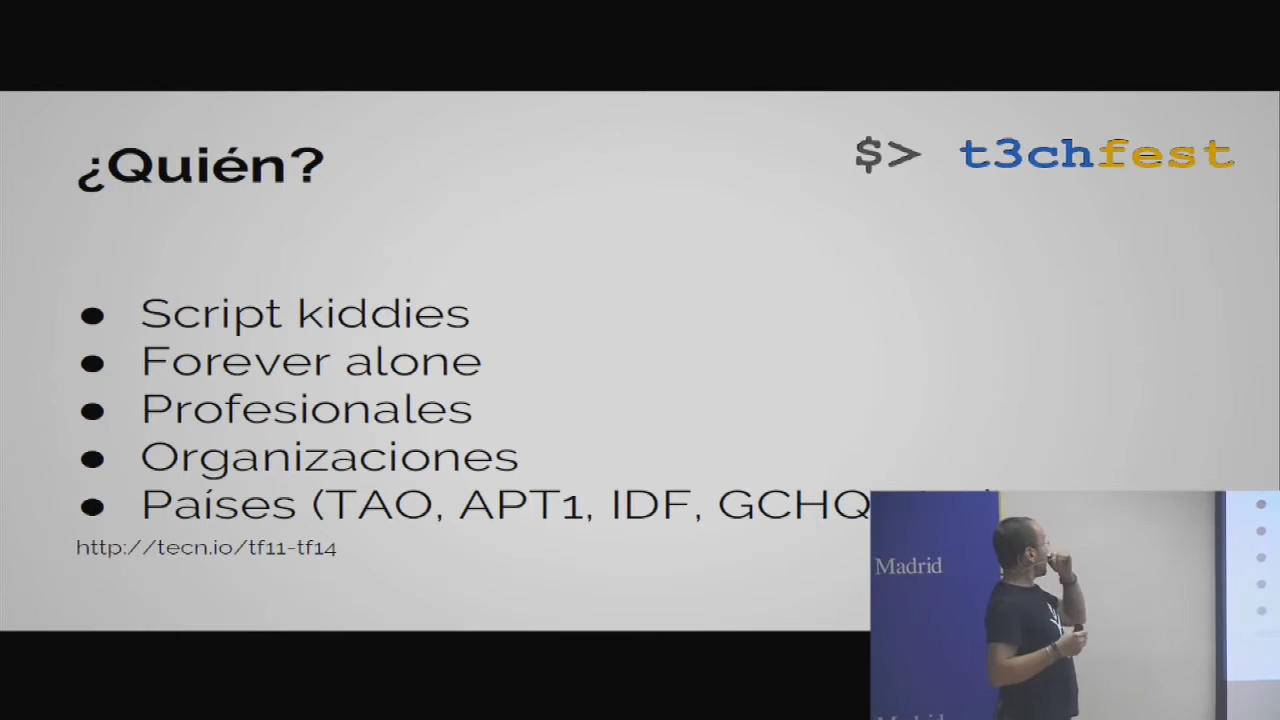 ¿Quién?
$> t3chfest
● Script kiddies
● Forever alone
● Profesionales
● Organizaciones
● Países (TAO, APT1, IDF, GCHQ
http://tecn.io/tf11-tf14
Madrid
Madrid